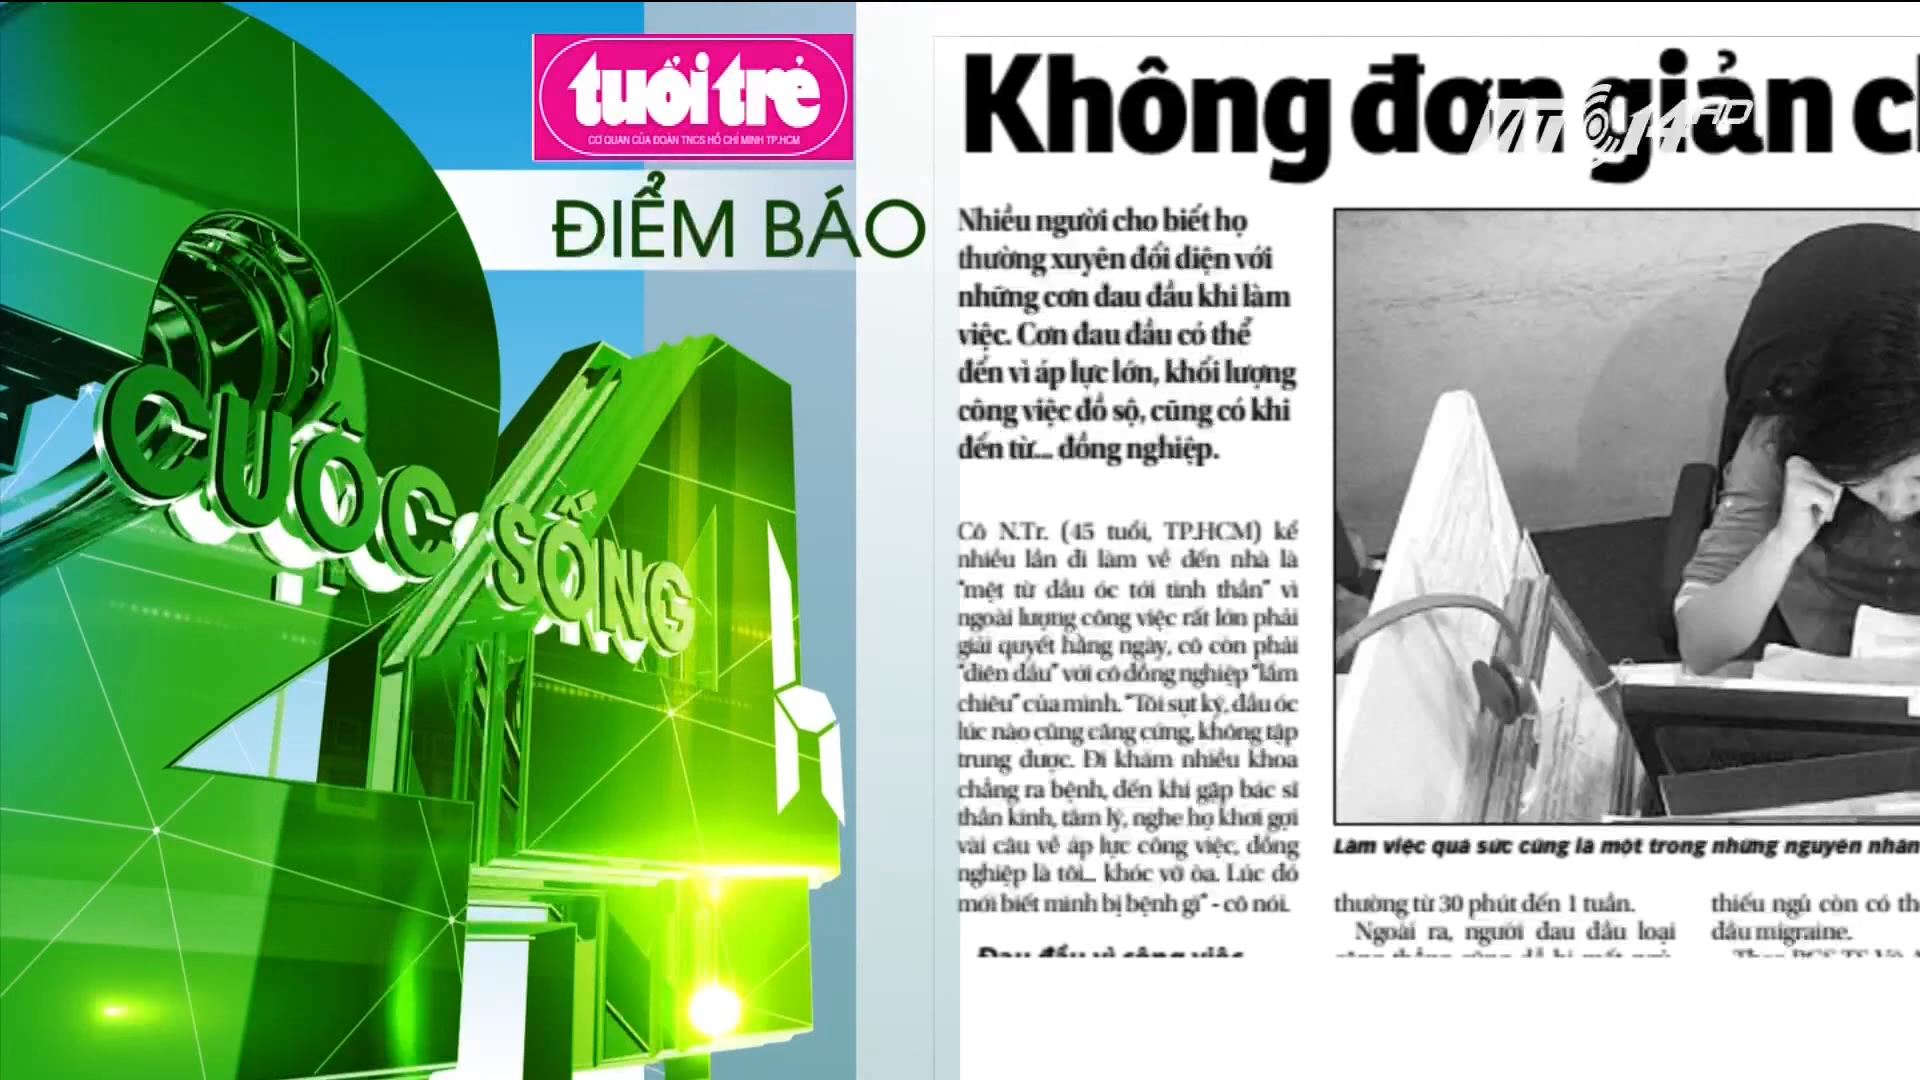 tuổi trẻ
CƠ QUAN CỦA ĐOÀN TNCS HỒ CHÍ MINH TP.HCM
ĐIỂM BÁO
CUỘC SỐNG
24h
VTC14 HD
Không đơn giản
Nhiều người cho biết họ
thường xuyên đối diện với
những cơn đau đầu khi làm
việc. Cơn đau đầu có thể
đến vì áp lực lớn, khối lượng
công việc đồ sộ, cũng có khi
đến từ... đồng nghiệp.
Cô N.Tr. (45 tuổi, TP.HCM) kể
nhiều lần đi làm về đến nhà là
"mệt từ đầu óc tới tinh thần" vì
ngoài lượng công việc rất lớn phải
giải quyết hằng ngày, cô còn phải
"điên đầu" với cô đồng nghiệp "lắm
chiêu" của mình. "Tôi sụt ký, đầu óc
lúc nào cũng căng cứng, không tập
trung được. Đi khám nhiều khoa
chẳng ra bệnh, đến khi gặp bác sĩ
thần kinh, tâm lý, nghe họ khơi gợi
vài câu về áp lực công việc, đồng
nghiệp là tôi... khóc vỡ òa. Lúc đó
mới biết mình bị bệnh gì" - cô nói.
Đau đầu vì công việc
Làm việc quá sức cũng là một trong những nguyên nhân
thường từ 30 phút đến 1 tuần.
Ngoài ra, người đau đầu loại
thiếu ngủ còn có
đầu migraine.